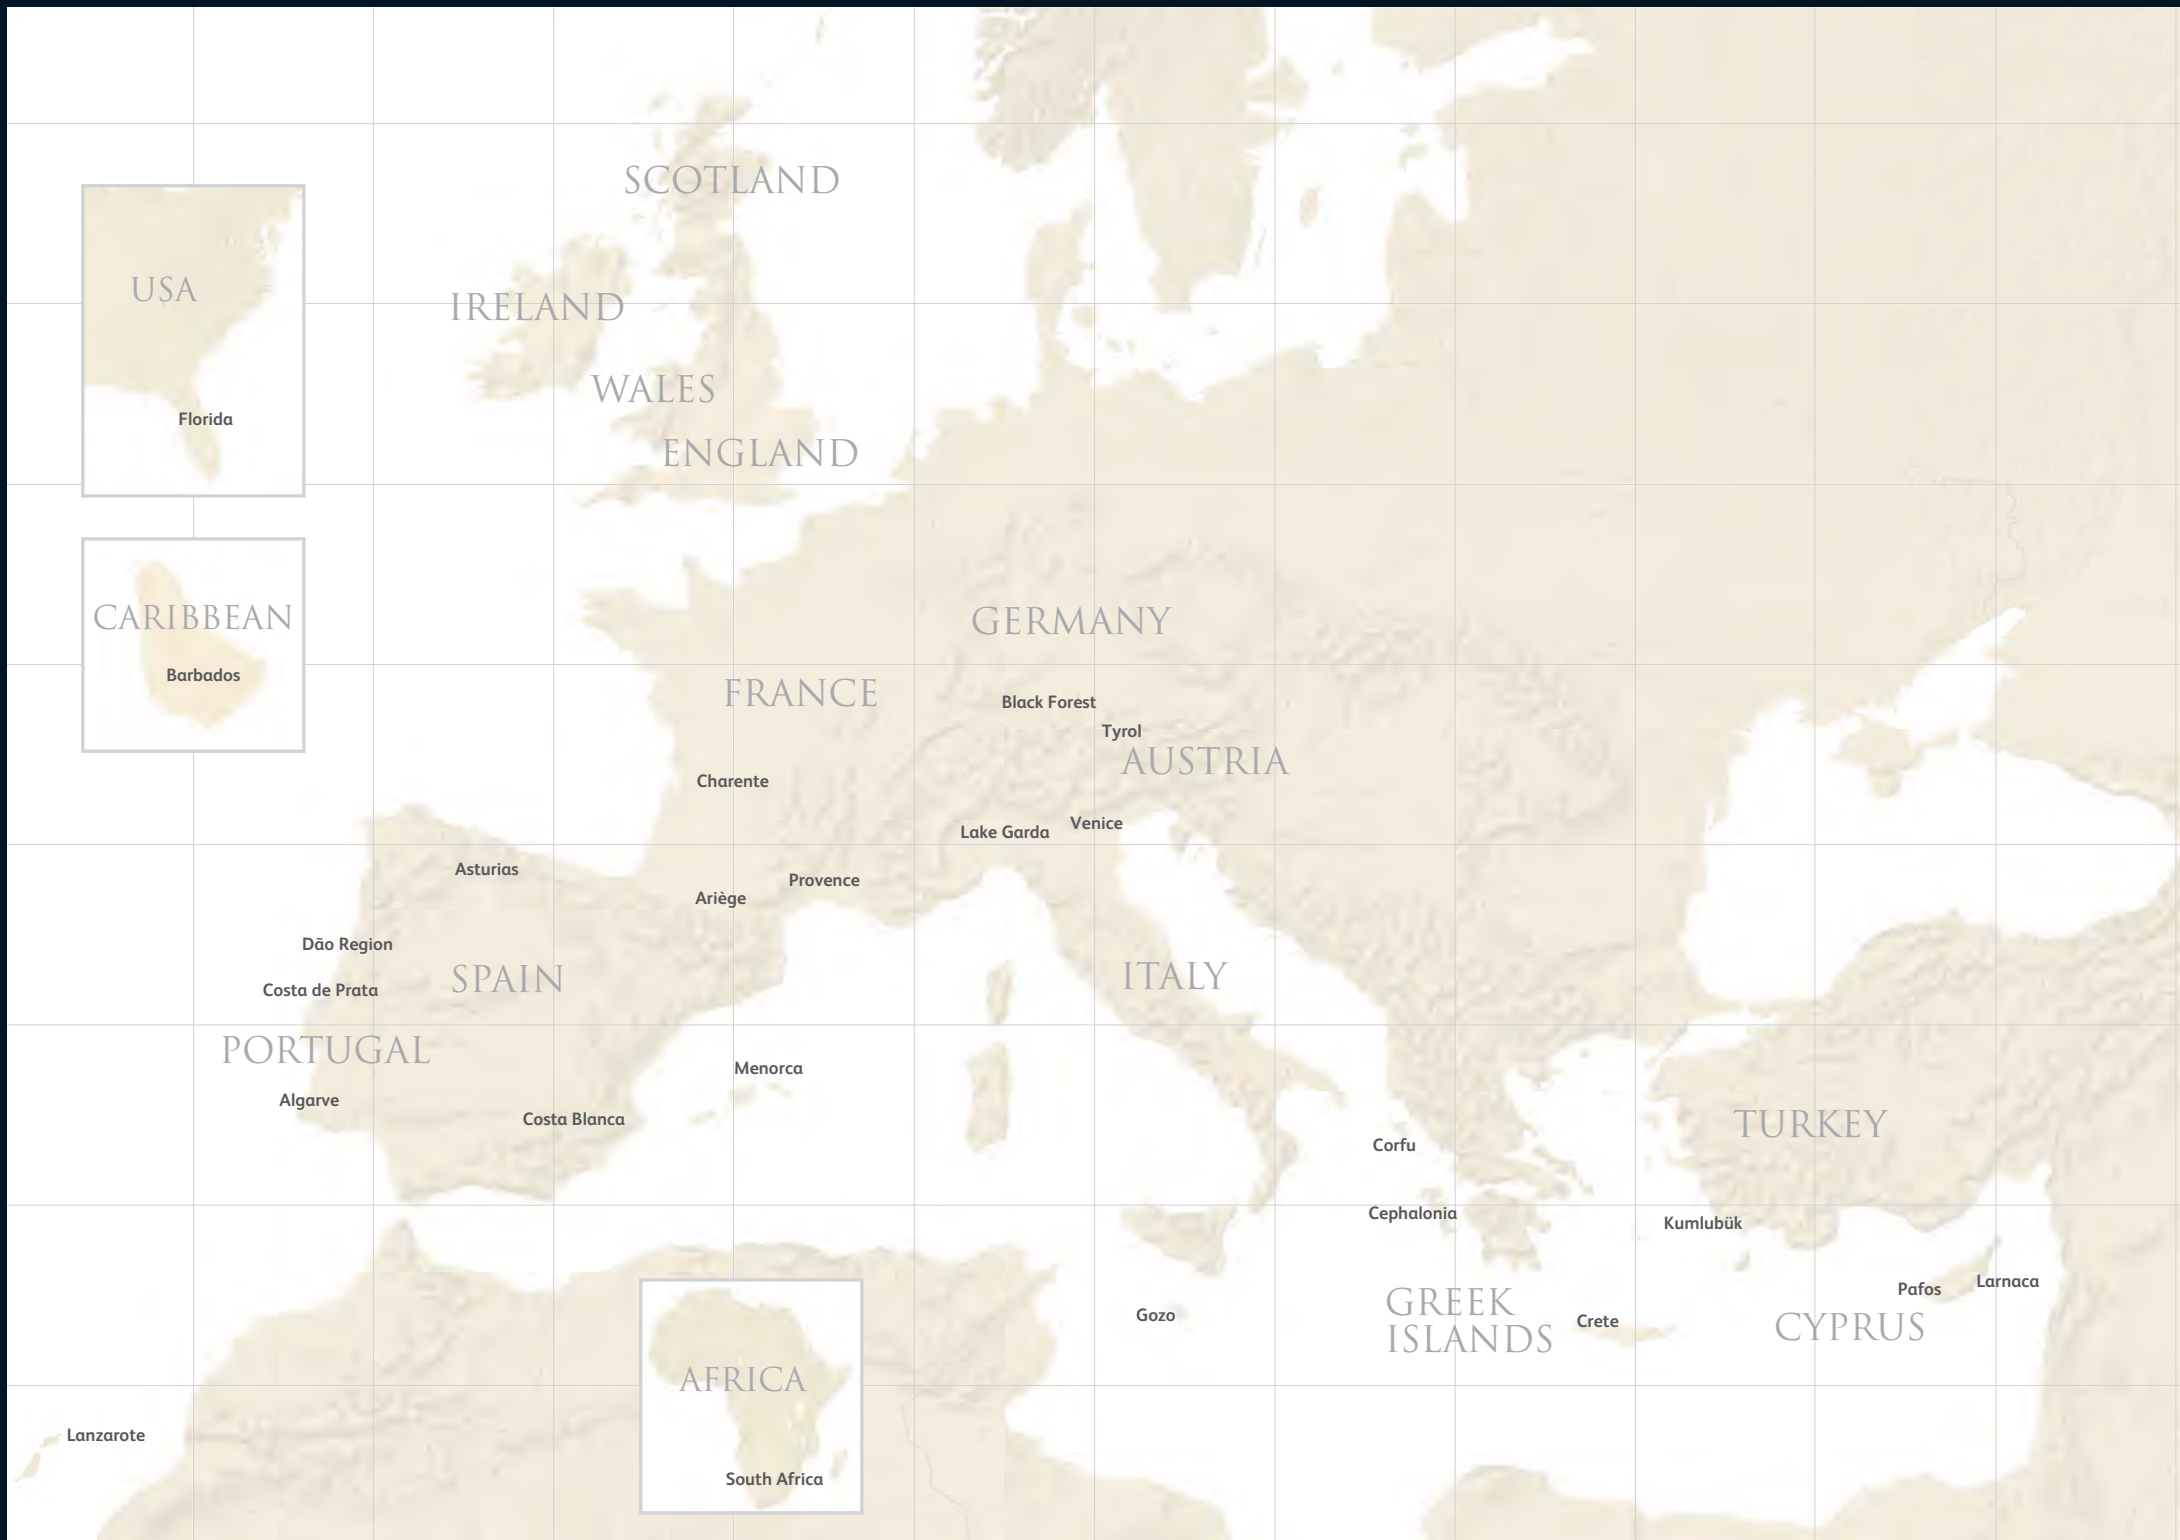 SCOTLAND
USA
IRELAND
WALES
Florida
ENGLAND
CARIBBEAN
GERMANY
Barbados
FRANCE
Black Forest
Tyrol
AUSTRIA
Charente
Lake Garda
Venice
Asturias
Provence
Ariège
Dão Region
SPAIN
ITALY
Costa de Prata
PORTUGAL
Menorca
Algarve
Costa Blanca
TURKEY
Corfu
Cephalonia
Kumlubük
Larnaca
Pafos
GREEK
ISLANDS
Gozo
Crete
CYPRUS
AFRICA
Lanzarote
South Africa